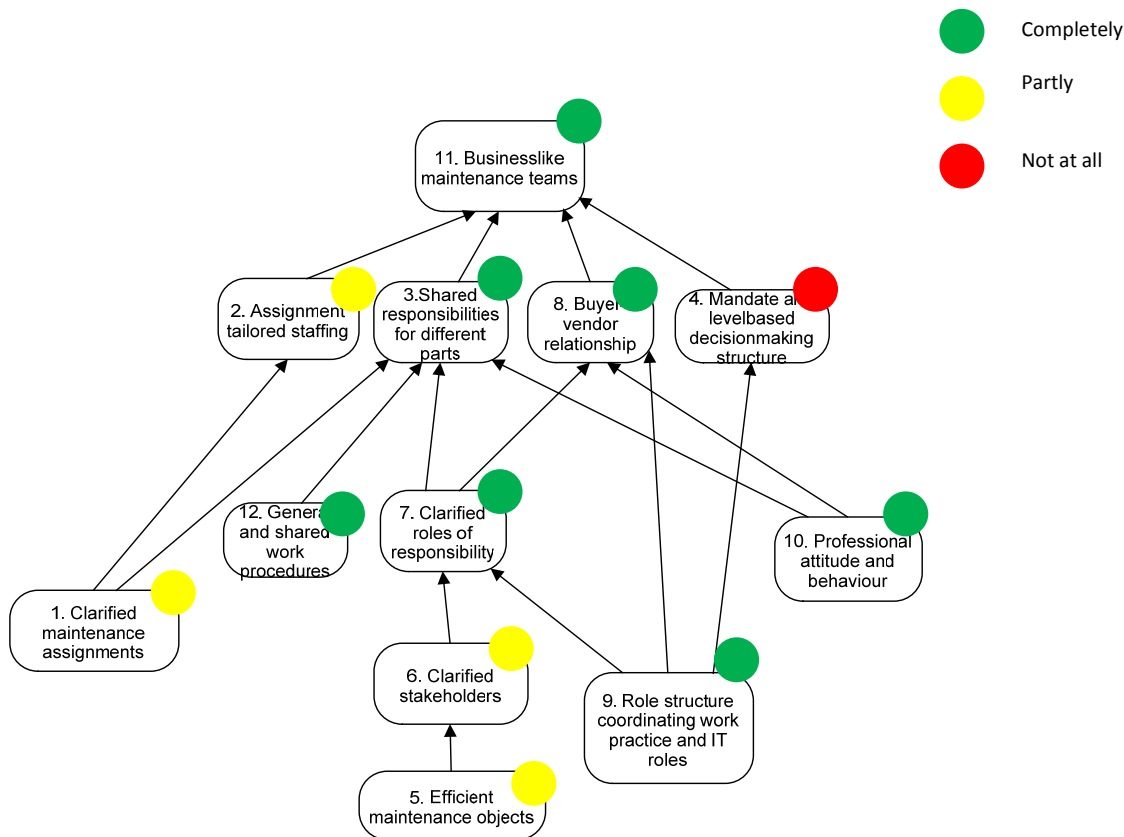 Completely
Partly
Not at all
11. Businesslike
maintenance teams
2. Assignment
tailored staffing
3.Shared
responsibilities
for different
parts
8. Buyer
vendor
relationship
4. Mandate
levelbased
decisionmaking
structure
12.
and shared
work
procedures
7. Clarified
roles of
responsibility
10. Professional
attitude and
behaviour
1. Clarified
maintenance
assignments
6. Clarified
stakeholders
9. Role structure
coordinating work
practice and IT
roles
5. Efficient
maintenance objects